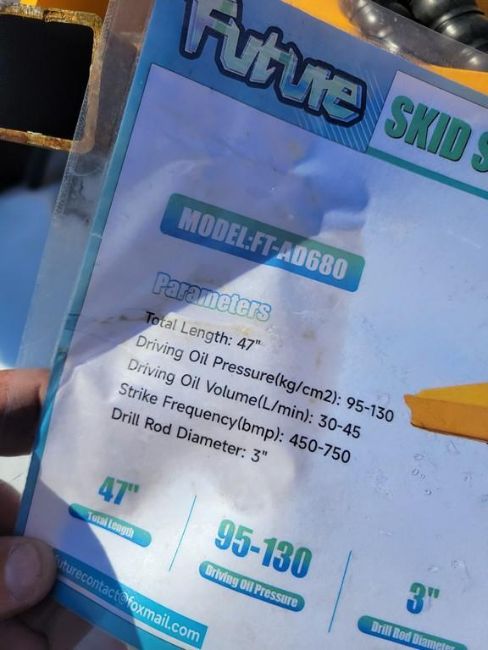 Future
SKID S
MODEL:FT-AD680
Parameters
Total Length: 47"
Driving Oil Pressure(kg/cm2): 95-130
Driving Oil Volume(L/min): 30-45
Strike Frequency(bmp): 450-750
Drill Rod Diameter: 3"
47"
Total Length
95-130
Driving Oil Pressure
3"
Drill Rod Diameter
futurecontact@foxmail.com